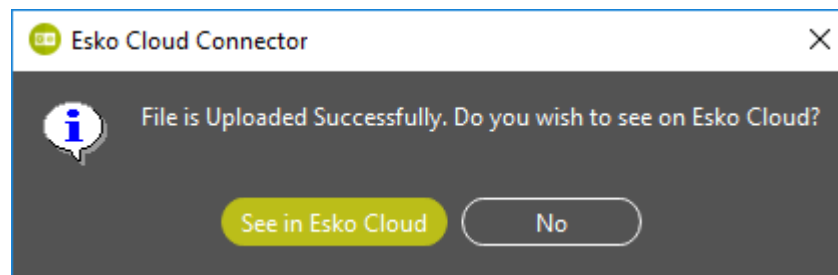 Esko Cloud Connector
File is Uploaded Successfully. Do you wish to see on Esko Cloud?
See in Esko Cloud
No